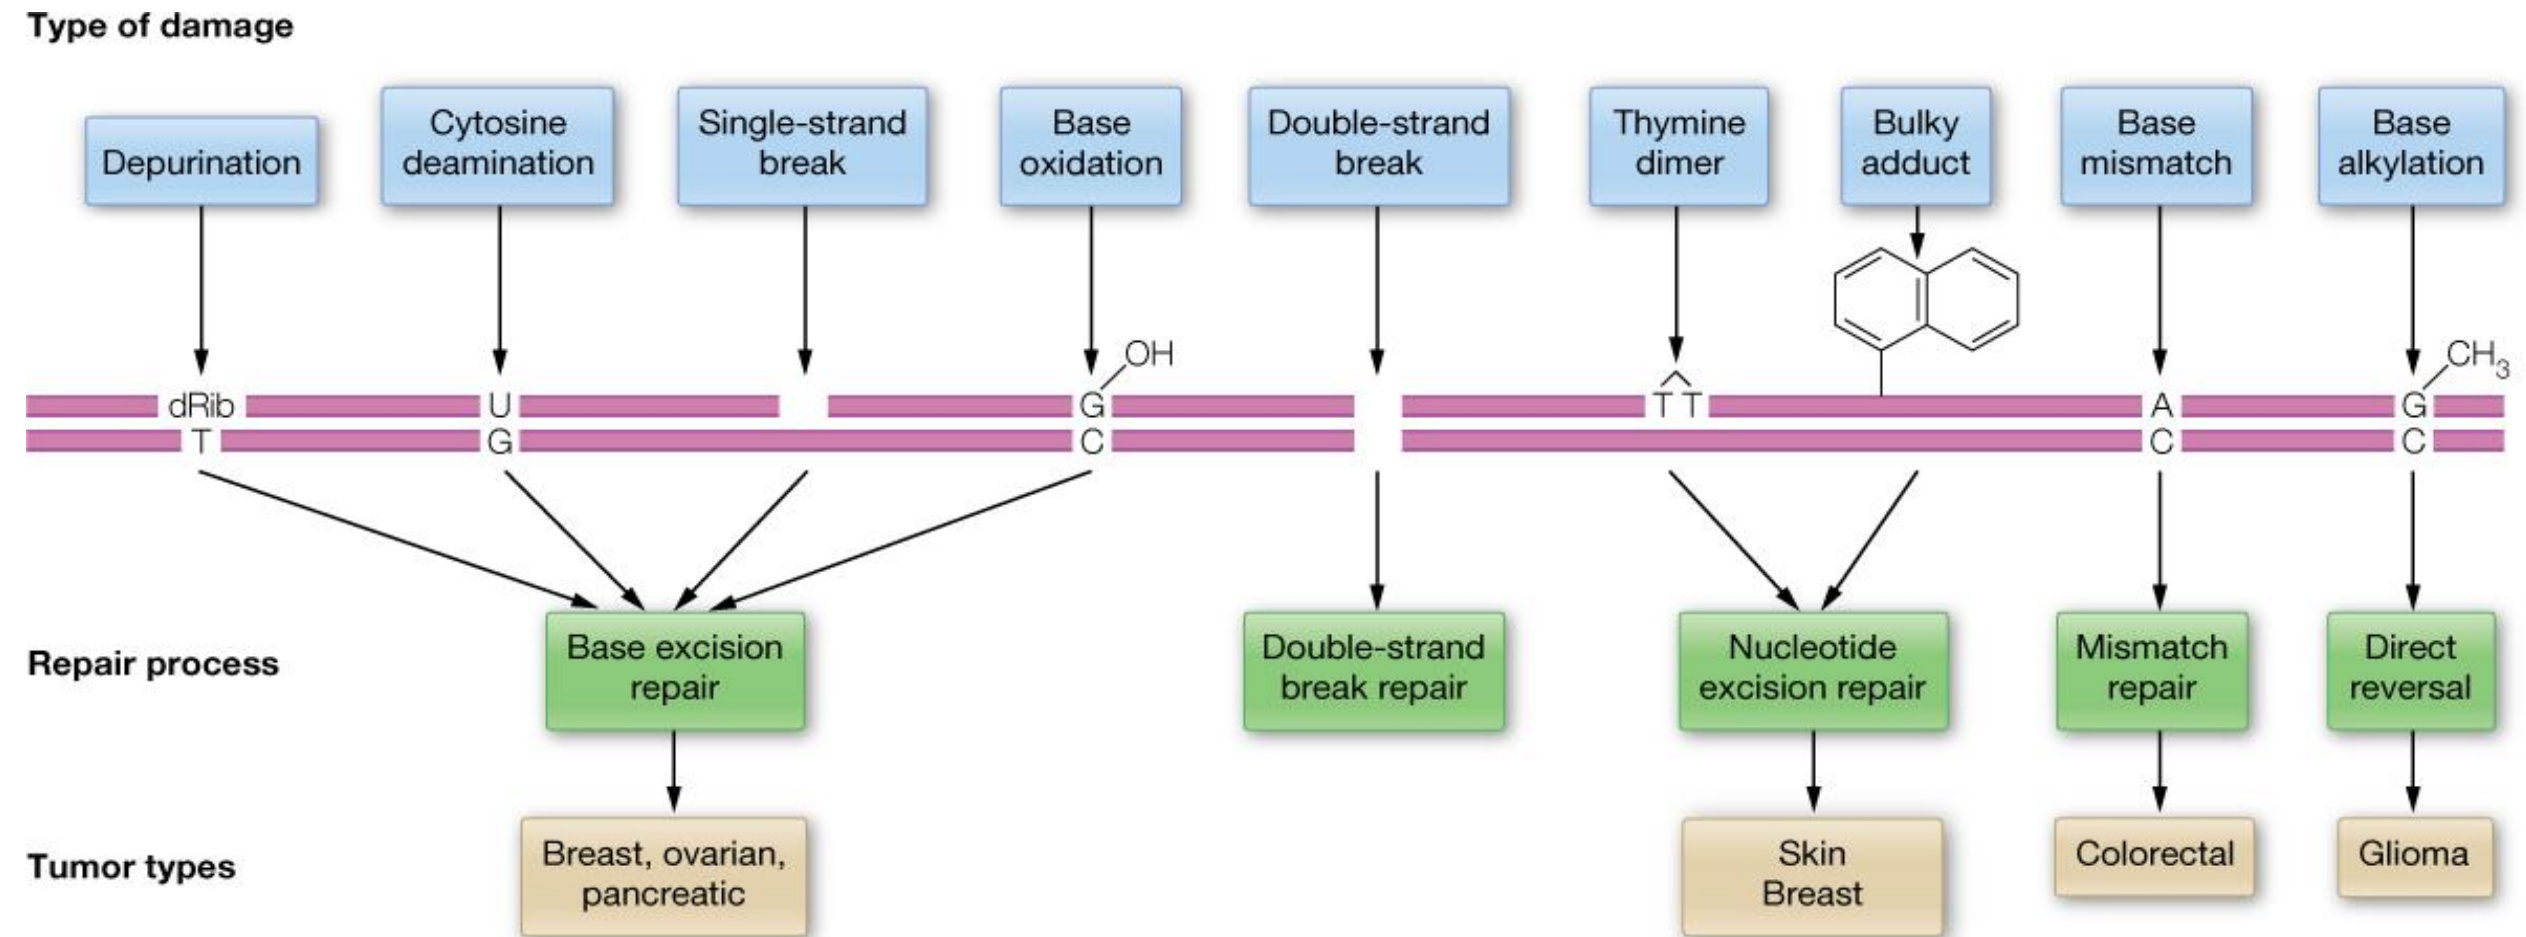 Type of damage
Depurination
Cytosine
deamination
Single-strand
break
Base
oxidation
Double-strand
break
Thymine
dimer
Bulky
adduct
Base
mismatch
Base
alkylation
OH
CH3
dRib
U
G
T T
A
G
T
G
C
C
C
Repair process
Base excision
repair
Double-strand
break repair
Nucleotide
excision repair
Mismatch
repair
Direct
reversal
Tumor types
Breast, ovarian,
pancreatic
Skin
Breast
Colorectal
Glioma